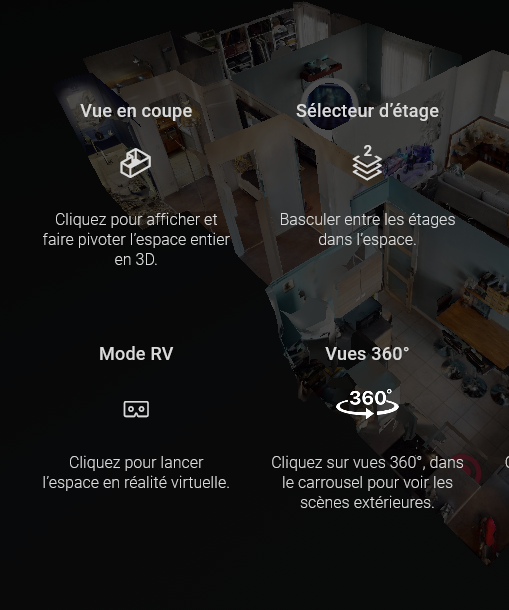 Vue en coupe
Sélecteur d'étage
2
Cliquez pour afficher et
faire pivoter l'espace entier
en 3D.
Basculer entre les étages
dans l'espace.
Mode RV
Vues 360°
360°
Cliquez pour lancer
l'espace en réalité virtuelle.
Cliquez sur vues 360°, dans
le carrousel pour voir les
scènes extérieures.